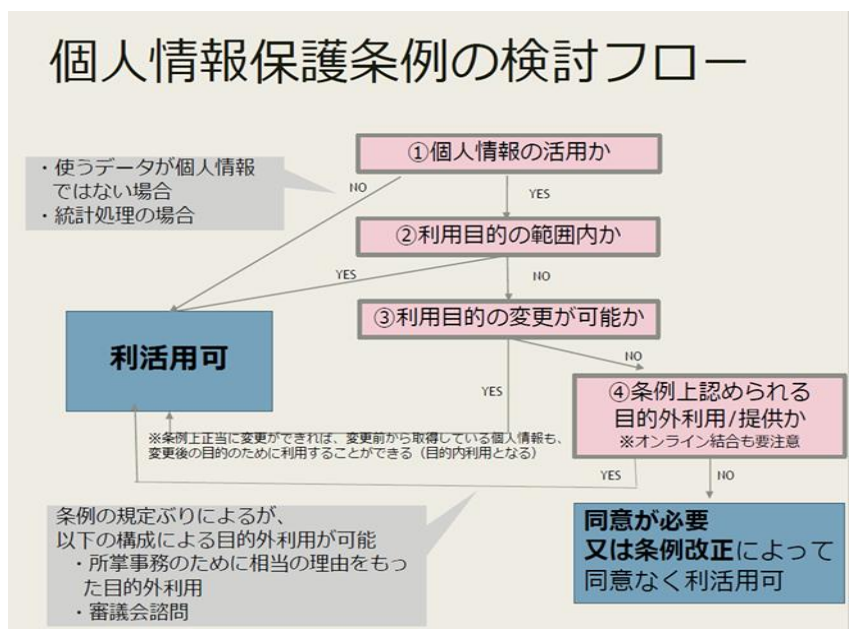 個人情報保護条例の検討フロー
①個人情報の活用か
・使うデータが個人情報
ではない場合
・統計処理の場合
NO
YES
②利用目的の範囲内か
YES
NO
③利用目的の変更が可能か
利活用可
NO
YES
④条例上認められる
目的外利用/提供か
※オンライン結合も要注意
※条例上正当に変更ができれば、変更前から取得している個人情報も、
変更後の目的のために利用することができる（目的内利用となる）
YES
NO
条例の規定ぶりによるが、
以下の構成による目的外利用が可能
・所掌事務のために相当の理由をもっ
た目的外利用
・審議会諮問
同意が必要
又は条例改正によって
同意なく利活用可